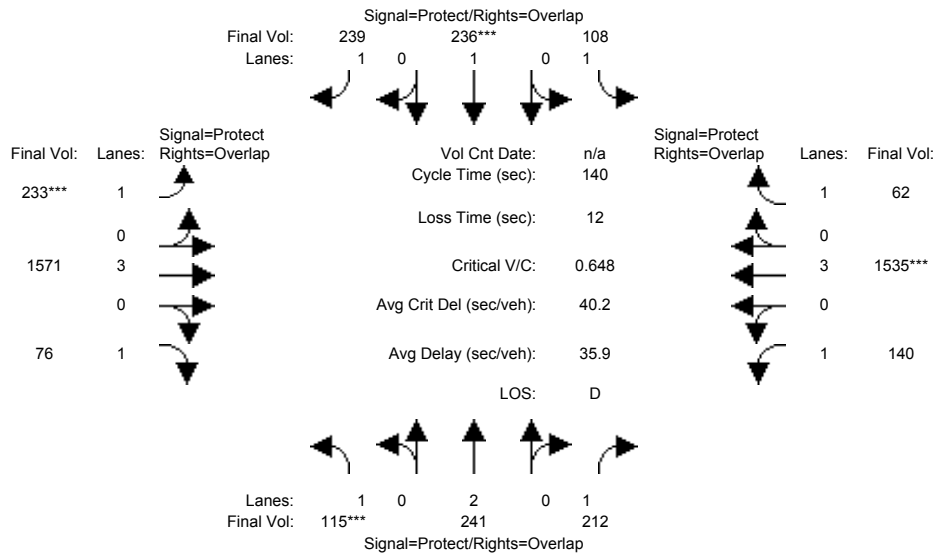 Signal=Protect/Rights=Overlap
Final Vol: 239 236*** 108
Lanes: 1 0 1 0 1
Signal=Protect
Final Vol: Lanes: Rights=Overlap
Vol Cnt Date: n/a
Signal=Protect
Rights=Overlap Lanes: Final Vol:
Cycle Time (sec): 140
233*** 1
1 62
Loss Time (sec): 12
0
0
1571 3
Critical V/C: 0.648
3 1535***
0
Avg Crit Del (sec/veh): 40.2
0
76 1
Avg Delay (sec/veh): 35.9
1 140
LOS: D
Lanes: 1 0 2 0 1
Final Vol: 115*** 241 212
Signal=Protect/Rights=Overlap